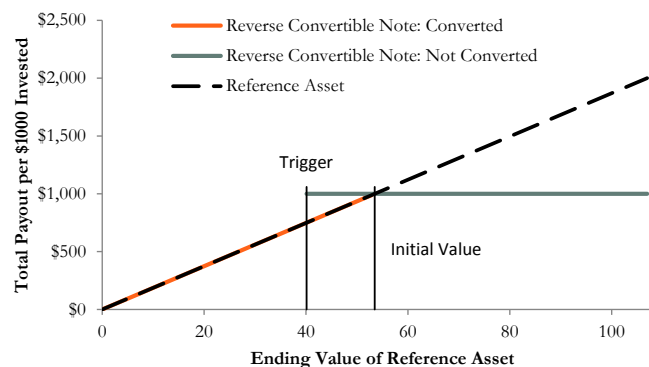 $2,500
$2,000
$1,500
$1,000
$500
$0
Total Payout per $1000 Invested
Reverse Convertible Note: Converted
Reverse Convertible Note: Not Converted
Reference Asset
Trigger
Initial Value
0 20 40 60 80 100
Ending Value of Reference Asset